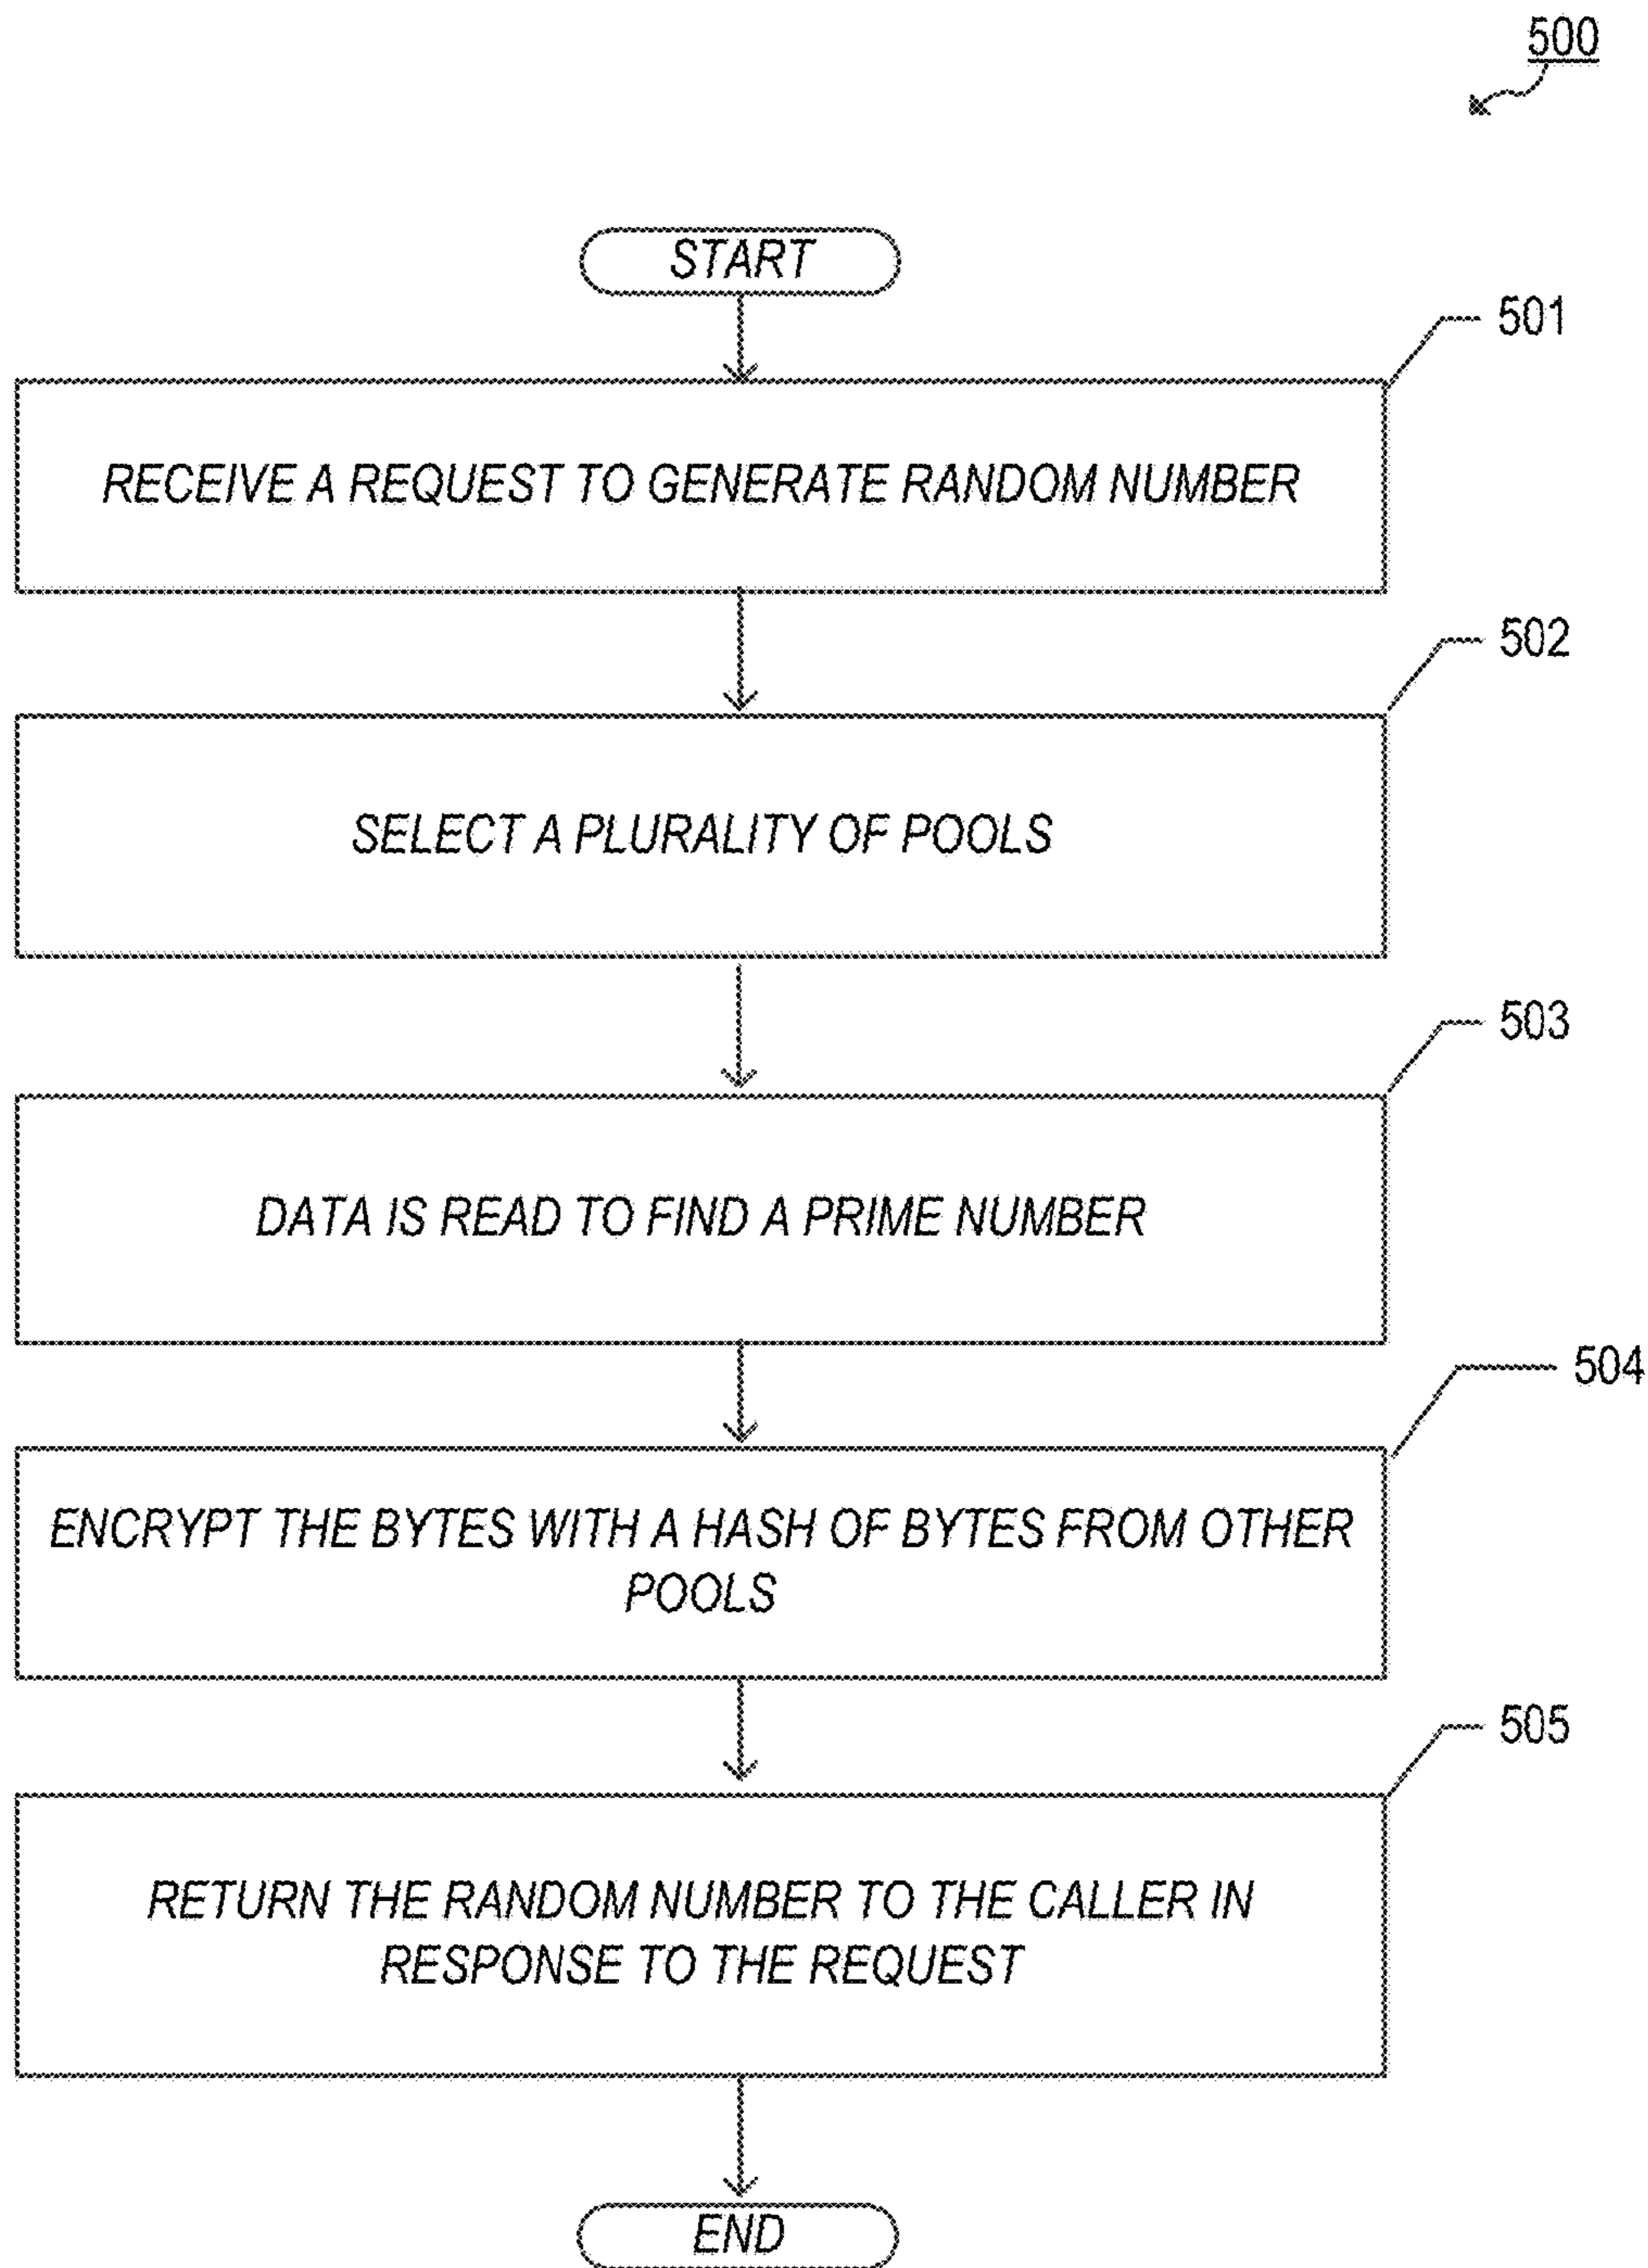 500
START
501
RECEIVE A REQUEST TO GENERATE RANDOM NUMBER
502
SELECT A PLURALITY OF POOLS
503
DATA IS READ TO FIND A PRIME NUMBER
504
ENCRYPT THE BYTES WITH A HASH OF BYTES FROM OTHER
POOLS
505
RETURN THE RANDOM NUMBER TO THE CALLER IN
RESPONSE TO THE REQUEST
END